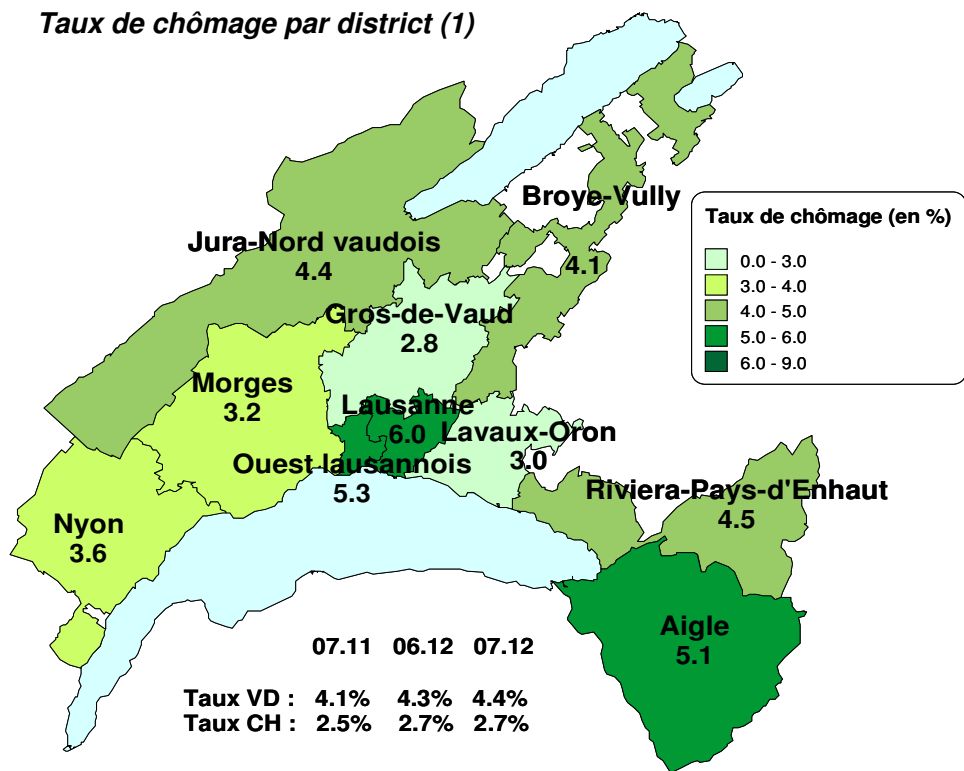 Taux de chômage par district (1)
Broye-Vully
4.1
Taux de chômage (en %)
0.0 - 3.0
3.0 - 4.0
4.0 - 5.0
5.0 - 6.0
6.0 - 9.0
Jura-Nord vaudois
4.4
Gros-de-Vaud
2.8
Morges
3.2
Lausanne
6.0
Lavaux-Oron
3.0
Ouest lausannois
5.3
Riviera-Pays-d'Enhaut
4.5
Nyon
3.6
Aigle
5.1
07.11 06.12 07.12
Taux VD : 4.1% 4.3% 4.4%
Taux CH : 2.5% 2.7% 2.7%